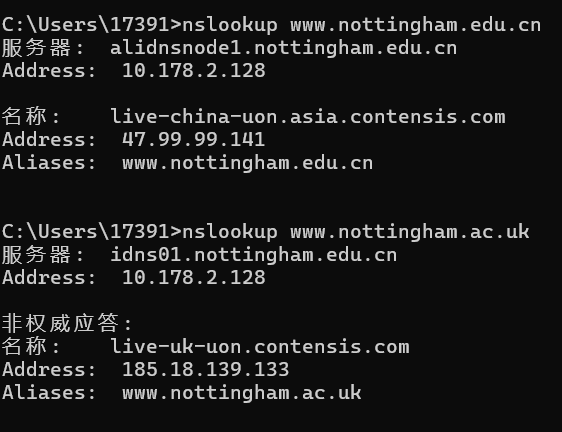 C:\Users\17391>nslookup www.nottingham.edu.cn
服务器:  alidnsnode1.nottingham.edu.cn
Address:  10.178.2.128
名称:    live-china-uon.asia.contensis.com
Address:  47.99.99.141
Aliases:  www.nottingham.edu.cn
C:\Users\17391>nslookup www.nottingham.ac.uk
服务器:  idns01.nottingham.edu.cn
Address:  10.178.2.128
非权威应答:
名称:    live-uk-uon.contensis.com
Address:  185.18.139.133
Aliases:  www.nottingham.ac.uk